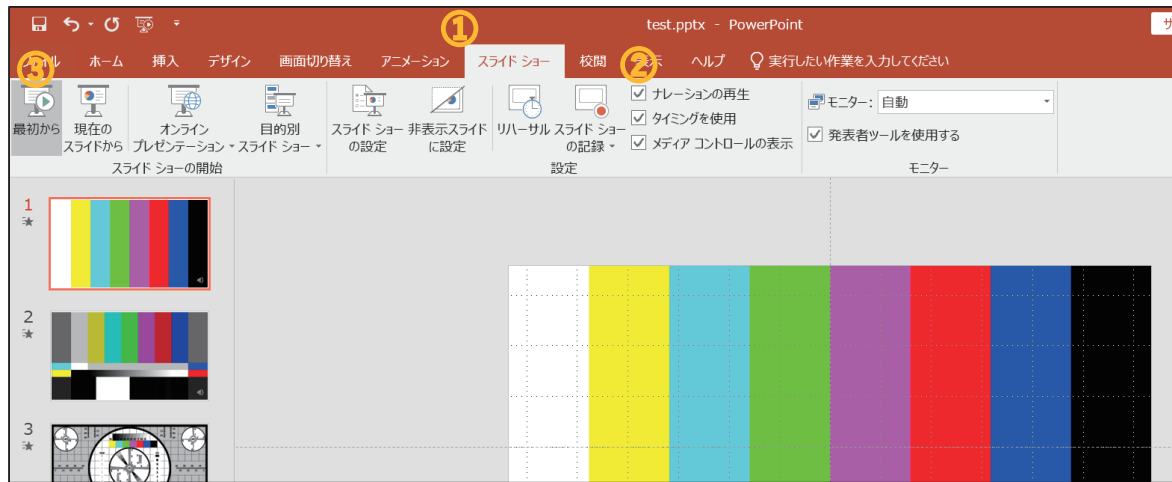 ①
test.pptx - PowerPoint
サ
③
②
ホーム 挿入 デザイン 画面切り替え アニメーション スライド ショー 校閲 表示 ヘルプ 実行したい作業を入力してください
最初から
現在の
スライドから
オンライン
プレゼンテーション
目的別
スライド ショー
スライド ショーの開始
スライド ショー
の設定
非表示スライド
に設定
リハーサル
スライド ショー
の記録
ナレーションの再生
タイミングを使用
メディア コントロールの表示
設定
モニター: 自動
発表者ツールを使用する
モニター
1
2
3